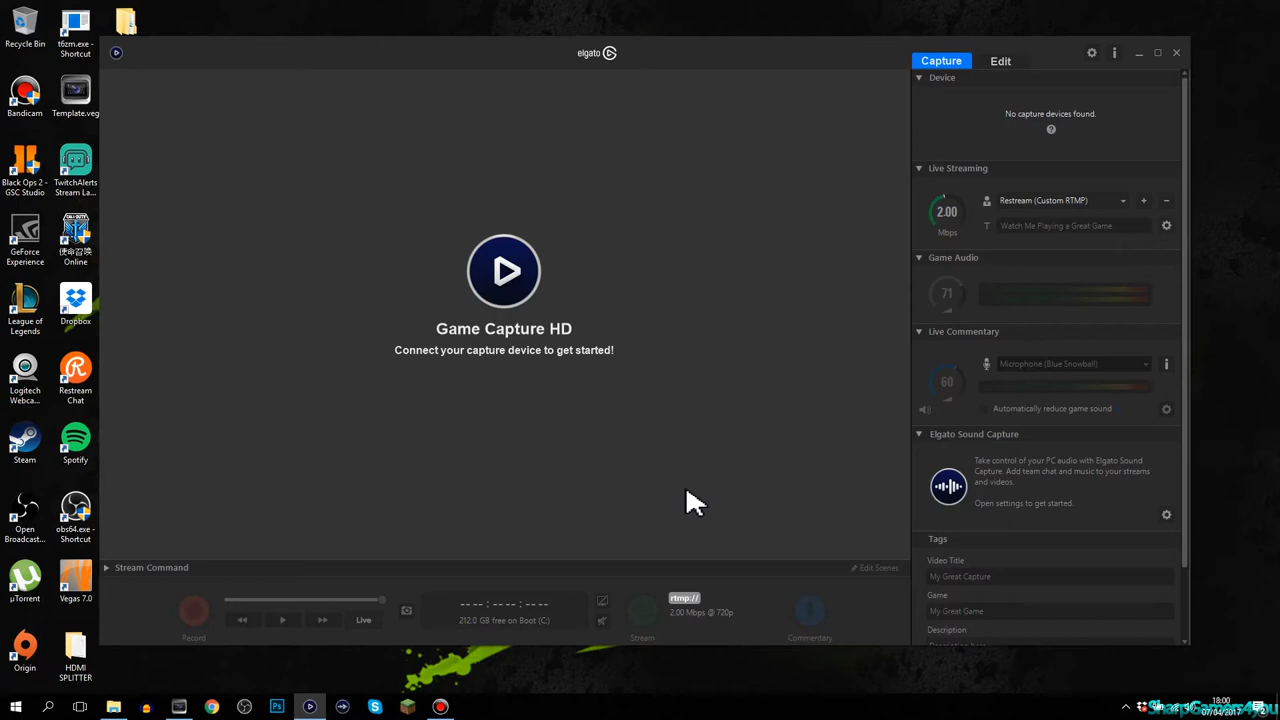 Recycle Bin
t6zm.exe -
Shortcut
Bandicam
Template.veg
Black Ops 2 -
GSC Studio
TwitchAlerts
Stream La...
GeForce
Experience
使命召唤
Online
League of
Legends
Dropbox
Logitech
Webca...
Restream
Chat
Steam
Spotify
Open
Broadcast...
obs64.exe -
Shortcut
µTorrent
Vegas 7.0
Origin
HDMI
SPLITTER
elgato
Capture
Edit
Device
No capture devices found.
Live Streaming
2.00
Mbps
Restream (Custom RTMP)
Watch Me Playing a Great Game
Game Audio
71
Live Commentary
60
Microphone (Blue Snowball)
Automatically reduce game sound
Elgato Sound Capture
Take control of your PC audio with Elgato Sound
Capture. Add team chat and music to your streams
and videos.
Open settings to get started.
Tags
Video Title
My Great Capture
Game
My Great Game
Description
Game Capture HD
Connect your capture device to get started!
Stream Command
Edit Scenes
Record
Live
-- -- : -- -- : -- --
212.0 GB free on Boot (C:)
Stream
rtmp://
2.00 Mbps @ 720p
Commentary
Ps
18:00
07/04/2017
SharpGamers4you